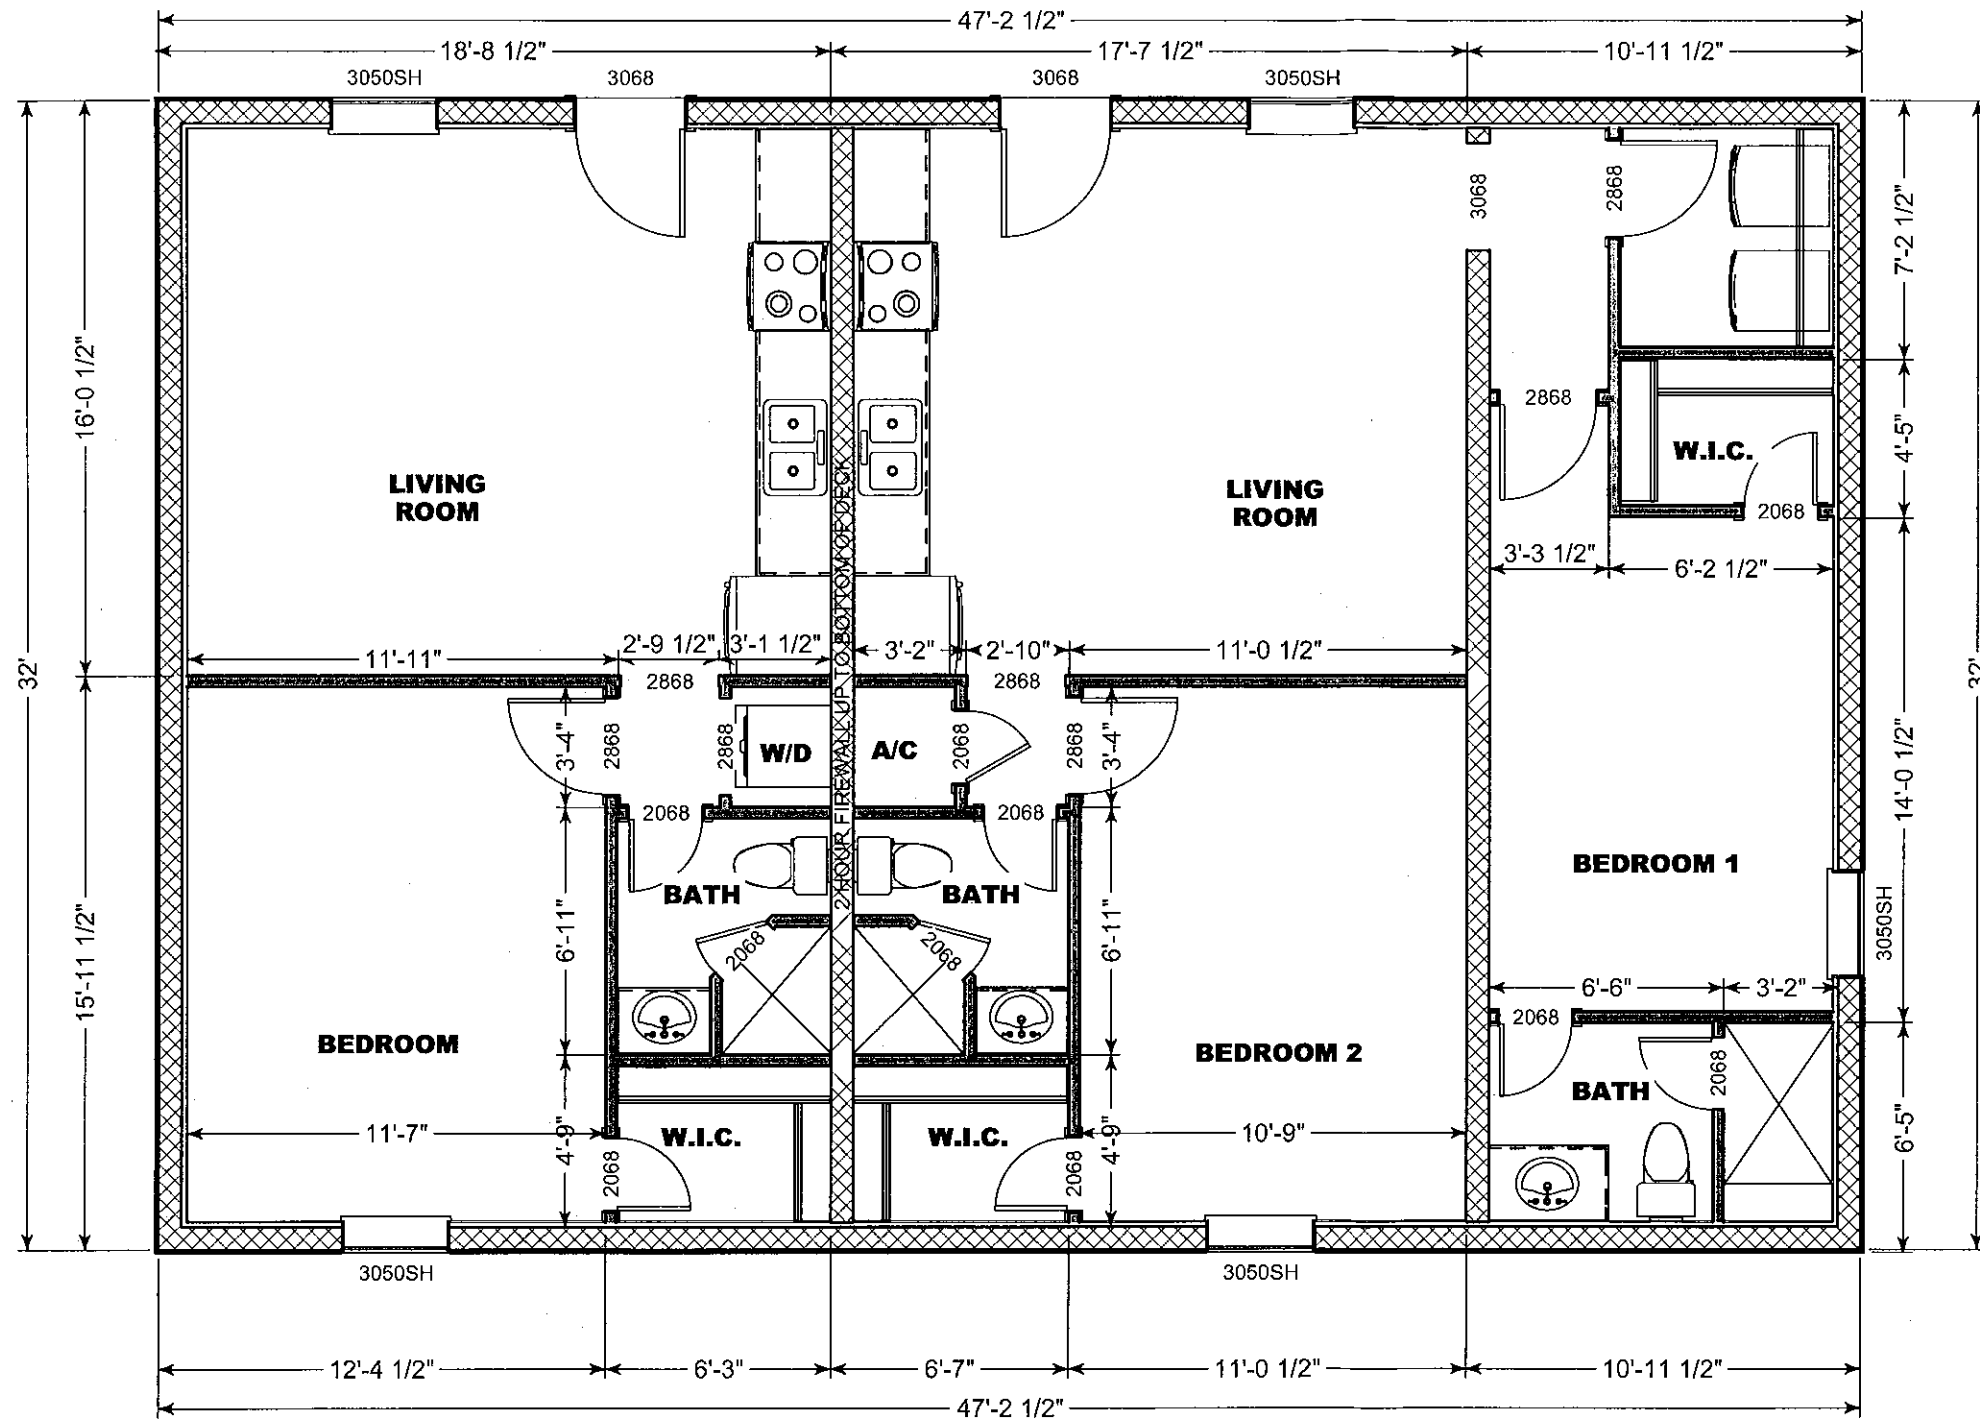 47'-2 1/2"
18'-8 1/2"
17'-7 1/2"
10'-11 1/2"
3050SH
3068
3068
3050SH
32'
16'-0 1/2"
15'-11 1/2"
3068
2868
7'-2 1/2"
32'
2868
4'-5"
W.I.C.
2068
LIVING
ROOM
LIVING
ROOM
3'-3 1/2"
6'-2 1/2"
2 HOUR FIREWALL UP TO BOTTOM OF DECK
11'-11"
2'-9 1/2"
3'-1 1/2"
3'-2"
2'-10"
11'-0 1/2"
2868
2868
3'-4"
2868
2868
W/D
A/C
2068
2868
3'-4"
14'-0 1/2"
2068
2068
BATH
BATH
BEDROOM 1
3050SH
6'-11"
2068
2068
6'-11"
6'-6"
3'-2"
2068
BEDROOM
BEDROOM 2
2068
BATH
6'-5"
11'-7"
4'-9"
W.I.C.
W.I.C.
4'-9"
10'-9"
2068
2068
3050SH
3050SH
12'-4 1/2"
6'-3"
6'-7"
11'-0 1/2"
10'-11 1/2"
47'-2 1/2"